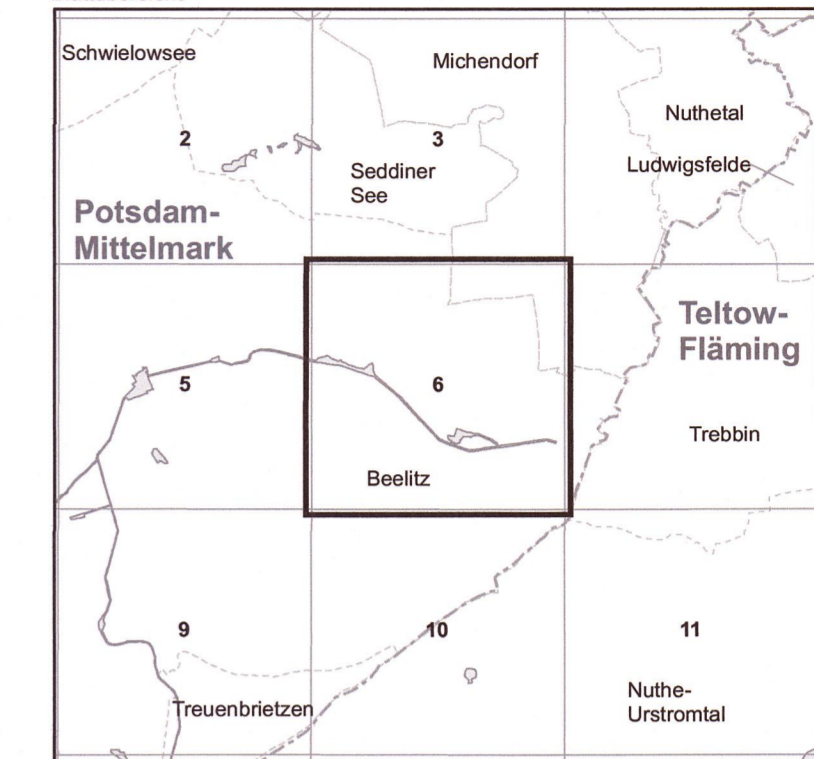 Schwielowsee
Michendorf
Nuthetal
2
3
Ludwigsfelde
Seddiner
See
Potsdam-
Mittelmark
Teltow-
Fläming
5
6
Trebbin
Beelitz
9
10
11
Treuenbrietzen
Nuthe-
Urstromtal